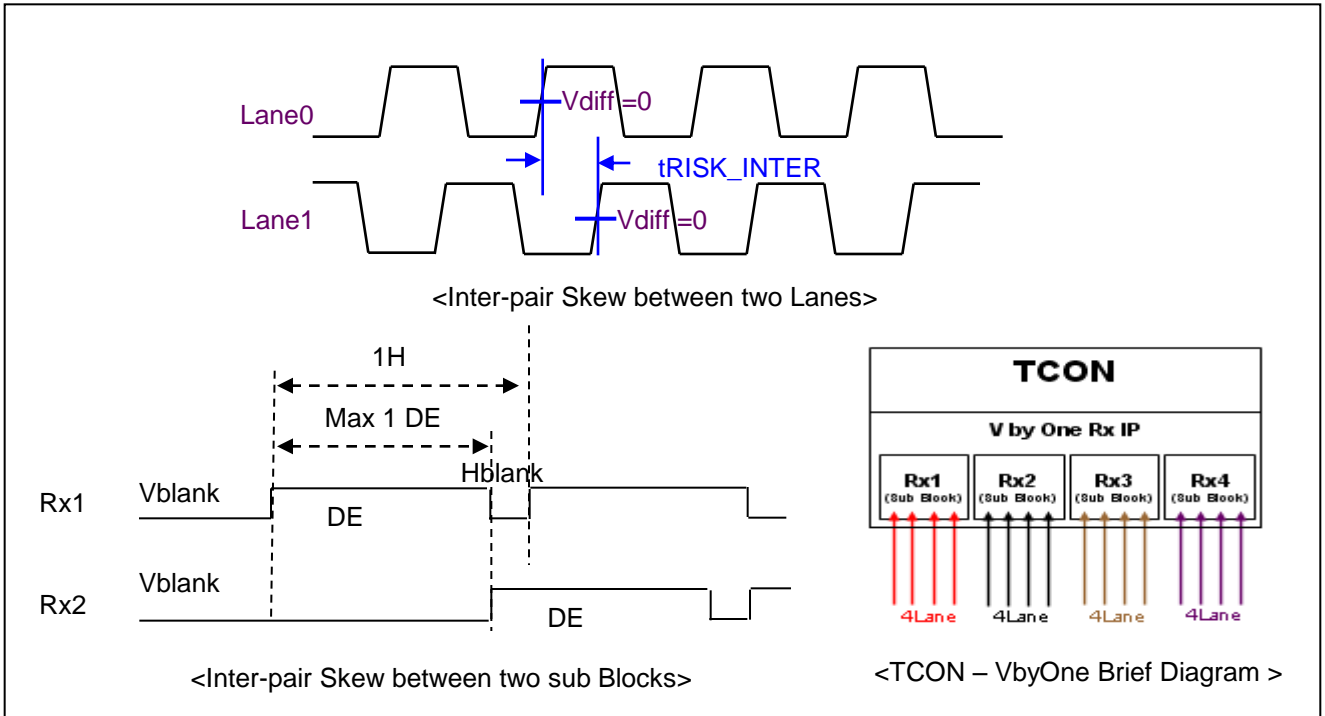 Lane0
Vdiff =0
tRISK_INTER
Lane1
Vdiff =0
<Inter-pair Skew between two Lanes>
1H
Max 1 DE
Hblank
Rx1
Vblank
DE
Rx2
Vblank
DE
<Inter-pair Skew between two sub Blocks>
TCON
V by One Rx IP
Rx1 Rx2 Rx3 Rx4
(Sub Block) (Sub Block) (Sub Block) (Sub Block)
4Lane 4Lane 4Lane 4Lane
<TCON – VbyOne Brief Diagram >